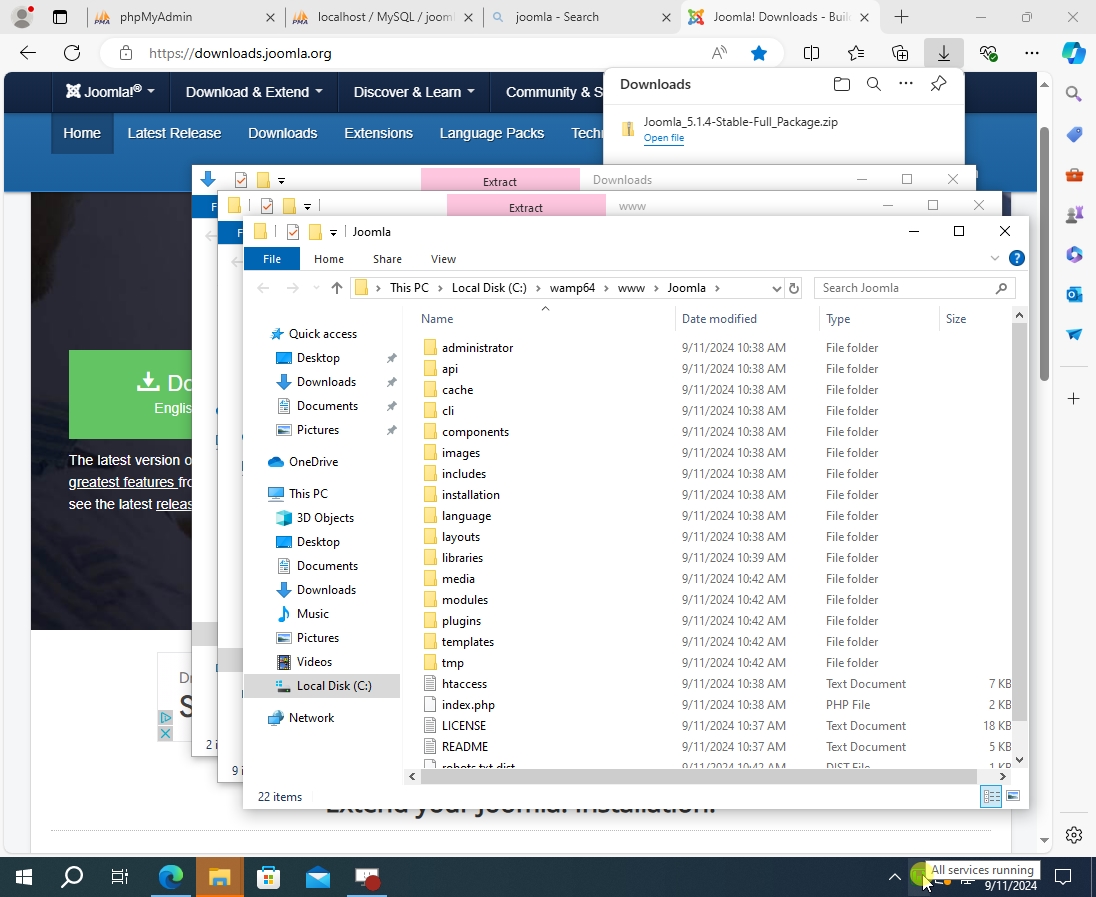 phpMyAdmin
localhost / MySQL / jooml
joomla - Search
Joomla! Downloads - Buil
https://downloads.joomla.org
Joomla!®
Download & Extend
Discover & Learn
Community & S
Home
Latest Release
Downloads
Extensions
Language Packs
Techn
Downloads
Joomla_5.1.4-Stable-Full_Package.zip
Open file
Extract
Downloads
Extract
www
Joomla
File
Home
Share
View
This PC
Local Disk (C:)
wamp64
www
Joomla
Search Joomla
Name
Date modified
Type
Size
Quick access
Desktop
Downloads
Documents
Pictures
OneDrive
This PC
3D Objects
Desktop
Documents
Downloads
Music
Pictures
Videos
Local Disk (C:)
Network
administrator 9/11/2024 10:38 AM File folder
api 9/11/2024 10:38 AM File folder
cache 9/11/2024 10:38 AM File folder
cli 9/11/2024 10:38 AM File folder
components 9/11/2024 10:38 AM File folder
images 9/11/2024 10:38 AM File folder
includes 9/11/2024 10:38 AM File folder
installation 9/11/2024 10:38 AM File folder
language 9/11/2024 10:38 AM File folder
layouts 9/11/2024 10:38 AM File folder
libraries 9/11/2024 10:39 AM File folder
media 9/11/2024 10:42 AM File folder
modules 9/11/2024 10:42 AM File folder
plugins 9/11/2024 10:42 AM File folder
templates 9/11/2024 10:42 AM File folder
tmp 9/11/2024 10:42 AM File folder
htaccess 9/11/2024 10:38 AM Text Document 7 KB
index.php 9/11/2024 10:38 AM PHP File 2 KB
LICENSE 9/11/2024 10:37 AM Text Document 18 KB
README 9/11/2024 10:37 AM Text Document 5 KB
robots.txt.dist 9/11/2024 10:42 AM DIST File 1 KB
22 items
Do
Englis
The latest version o
greatest features fro
see the latest releas
Dr
S
2 i
9 i
Extend your Joomla! installation.
All services running
9/11/2024